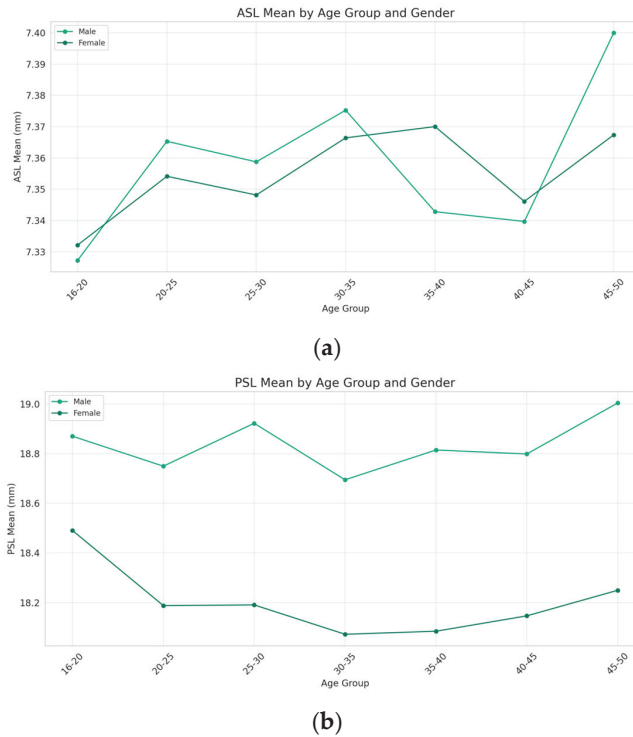 ASL Mean by Age Group and Gender
Male
Female
7.40
7.39
7.38
7.37
7.36
7.35
7.34
7.33
ASL Mean (mm)
16-20
20-25
25-30
30-35
35-40
40-45
45-50
Age Group
(a)
PSL Mean by Age Group and Gender
Male
Female
19.0
18.8
18.6
18.4
18.2
PSL Mean (mm)
16-20
20-25
25-30
30-35
35-40
40-45
45-50
Age Group
(b)